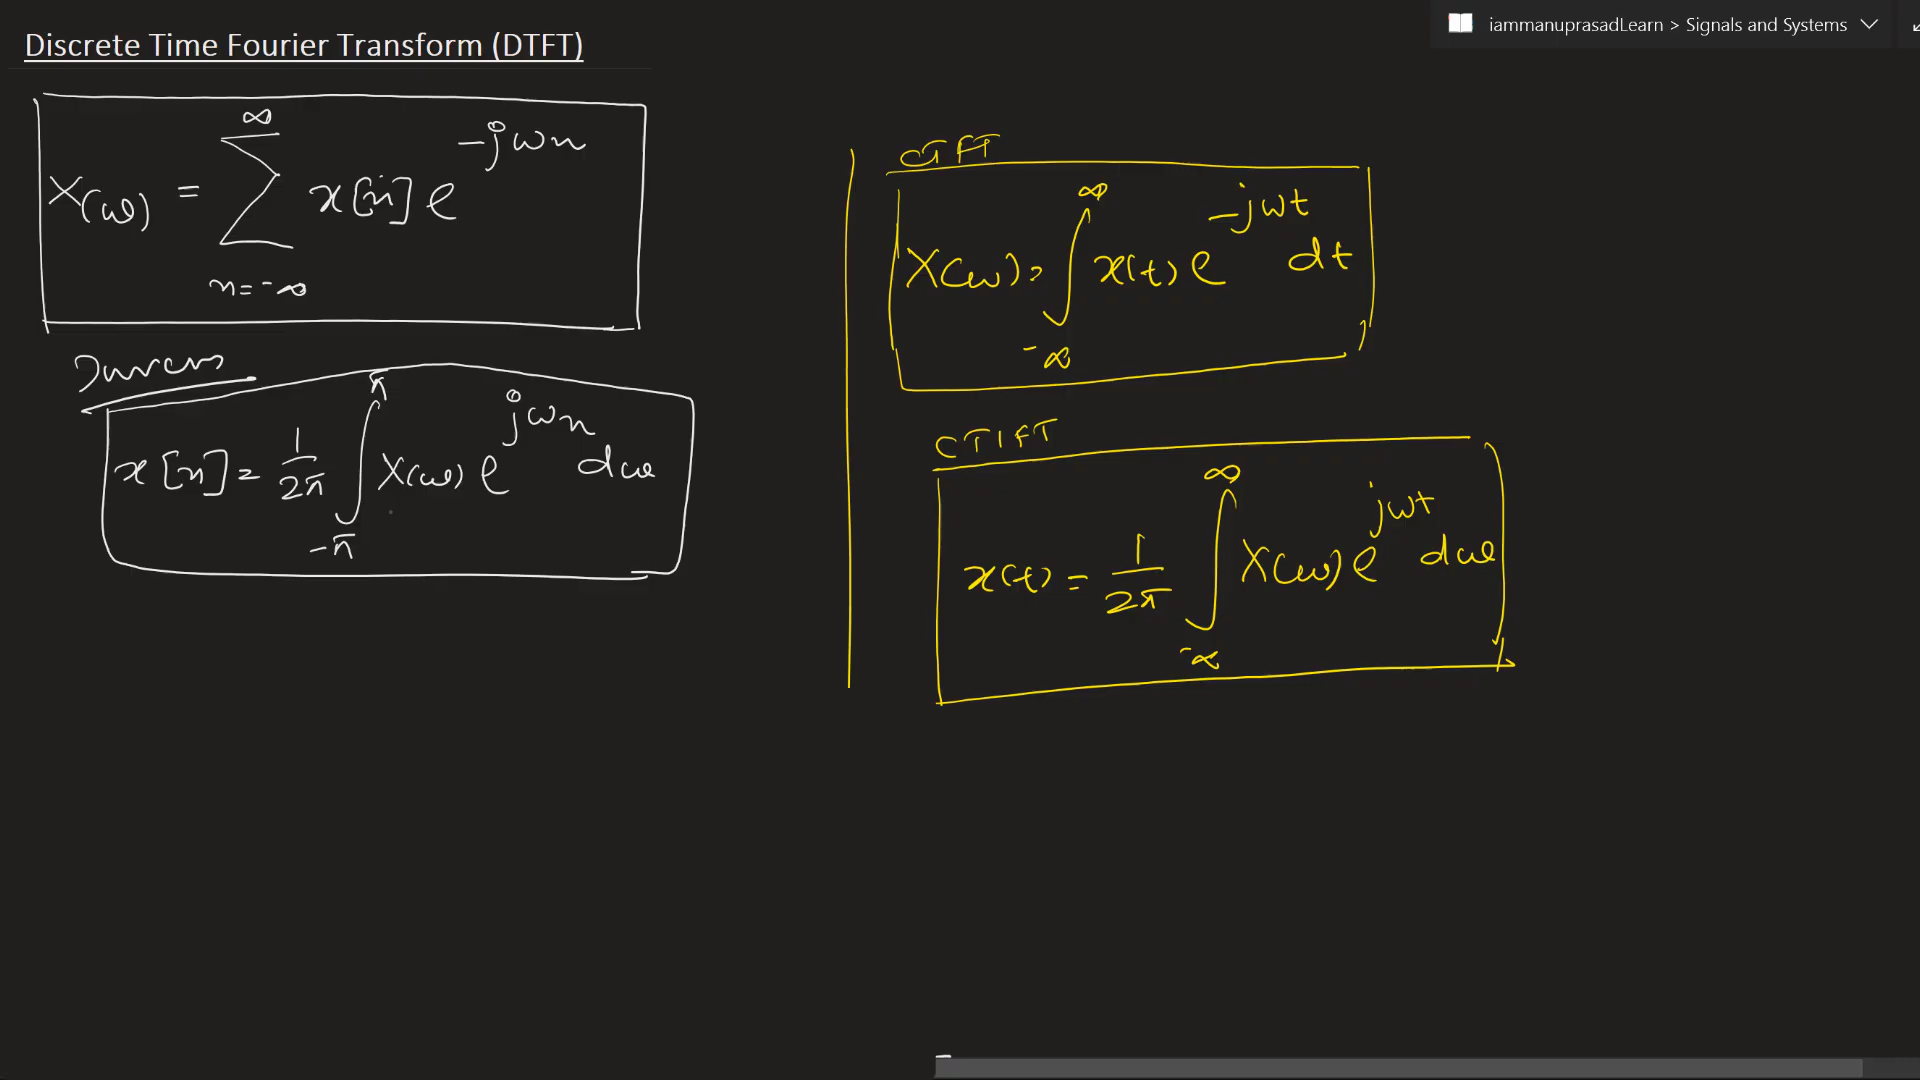 iammanuprasadLearn > Signals and Systems
Discrete Time Fourier Transform (DTFT)
X(ω) = ∑ x[n] e^{-jωn}
∞
n=-∞
x[n] = 1/2π ∫ X(ω) e^{jωn} dω
π
-π
CTFT
X(ω) = ∫ x(t) e^{-jωt} dt
∞
-∞
CTIFT
x(t) = 1/2π ∫ X(ω) e^{jωt} dω
∞
-∞